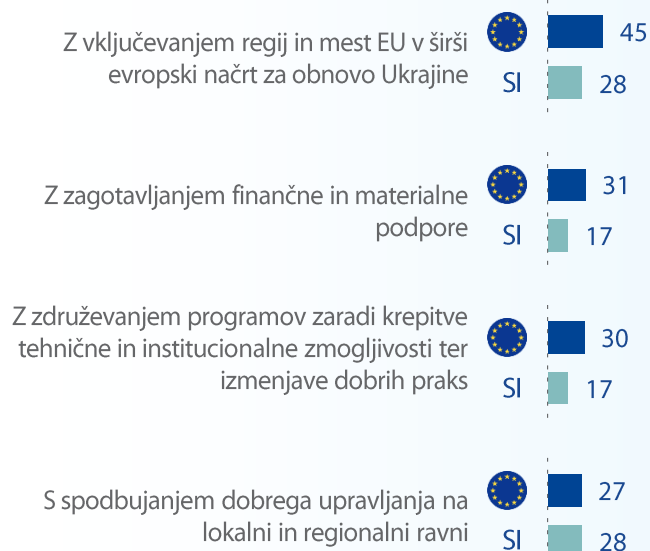 Z vključevanjem regij in mest EU v širši
evropski načrt za obnovo Ukrajine
45
SI
28
Z zagotavljanjem finančne in materialne
podpore
31
SI
17
Z združevanjem programov zaradi krepitve
tehnične in institucionalne zmogljivosti ter
izmenjave dobrih praks
30
SI
17
S spodbujanjem dobrega upravljanja na
lokalni in regionalni ravni
27
SI
28